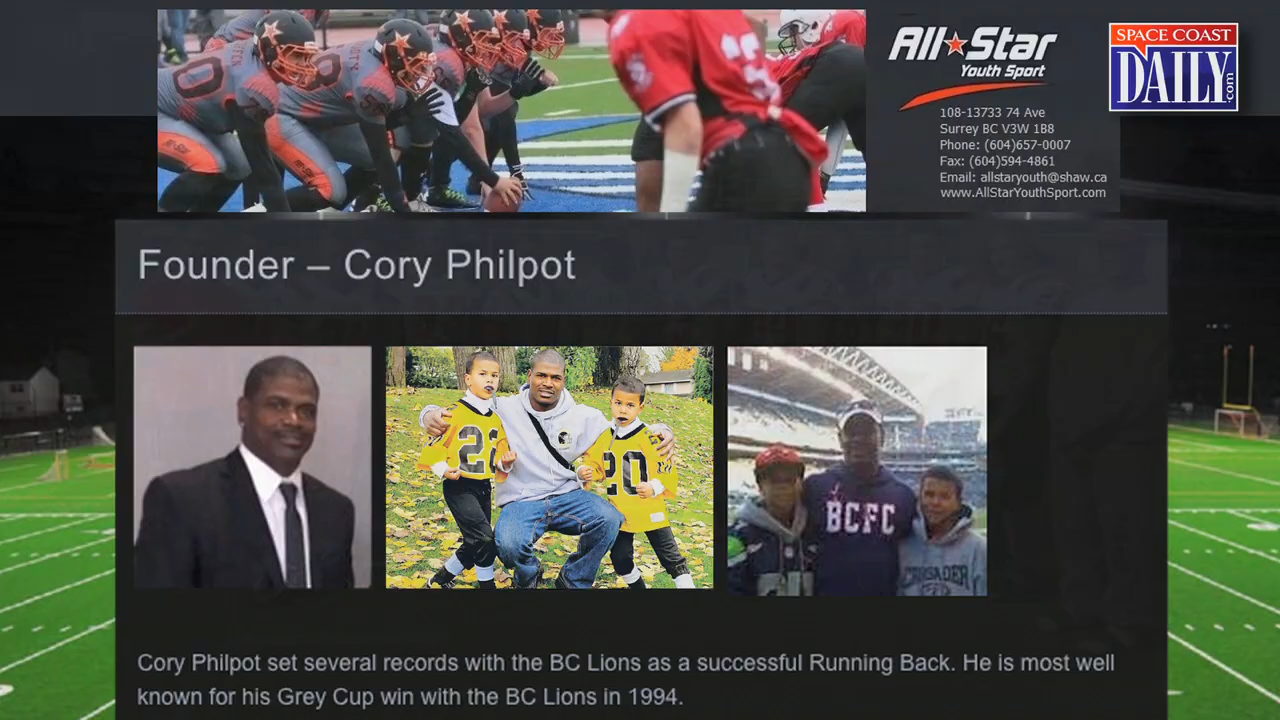 All Star
Youth Sport
SPACE COAST
DAILY.com
108-13733 74 Ave
Surrey BC V3W 1B8
Phone: (604)657-0007
Fax: (604)594-4861
Email: allstaryouth@shaw.ca
www.AllStarYouthSport.com
Founder – Cory Philpot
22
20
BCFC
CRUSADER
Cory Philpot set several records with the BC Lions as a successful Running Back. He is most well
known for his Grey Cup win with the BC Lions in 1994.